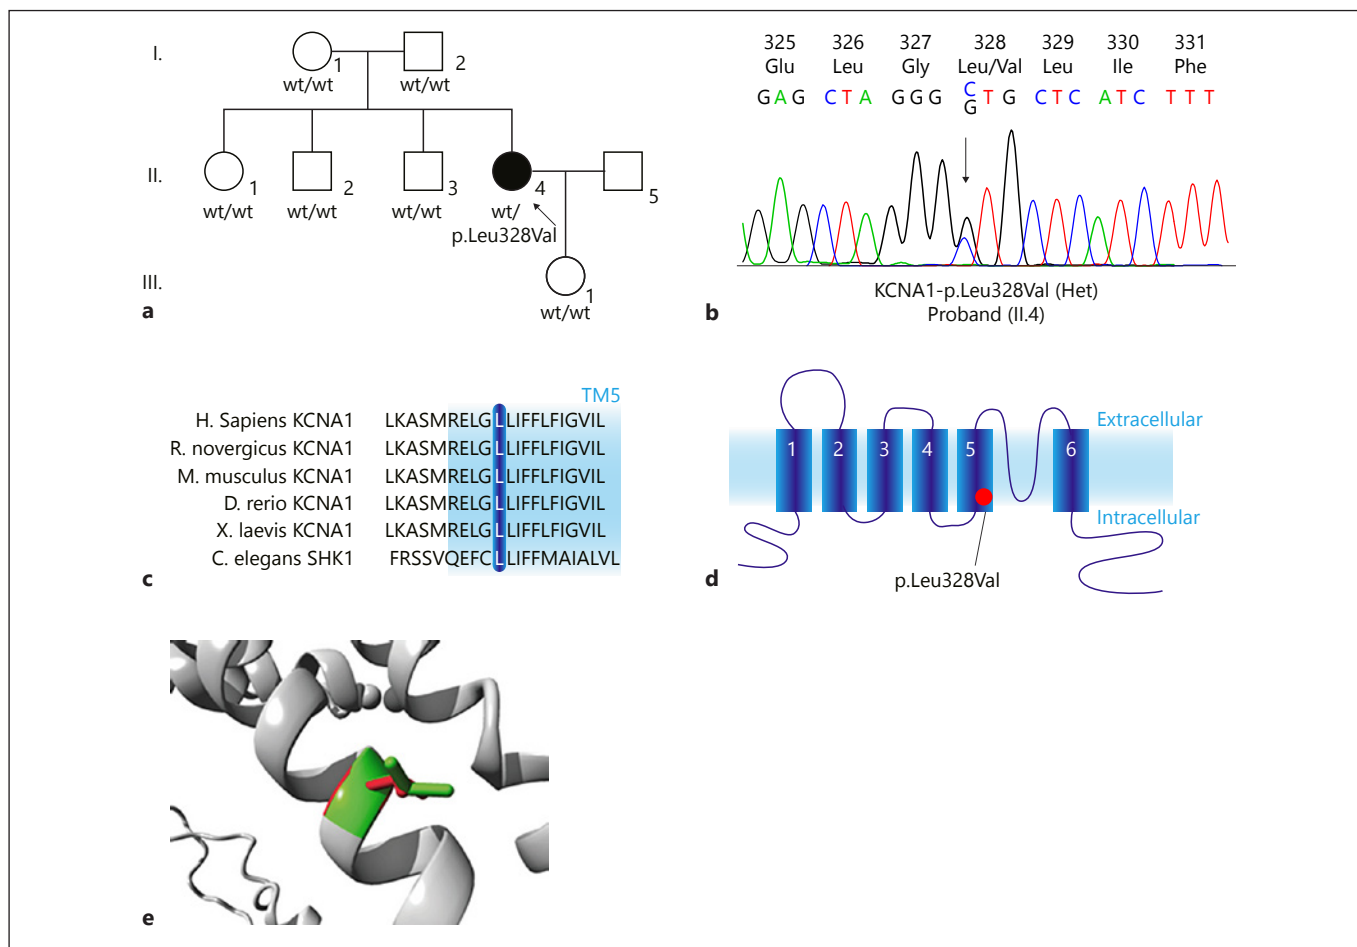 I.
1
2
wt/wt
wt/wt
II.
1
2
3
4
5
wt/wt
wt/wt
wt/wt
wt/
p.Leu328Val
III.
1
wt/wt
a
325 326 327 328 329 330 331
Glu Leu Gly Leu/Val Leu Ile Phe
GAG CTA GGG C/G TG CTC ATC TTT
KCNA1-p.Leu328Val (Het)
Proband (II.4)
b
TM5
H. Sapiens KCNA1 LKASMRELGLLIFFLFIGVIL
R. novergicus KCNA1 LKASMRELGLLIFFLFIGVIL
M. musculus KCNA1 LKASMRELGLLIFFLFIGVIL
D. rerio KCNA1 LKASMRELGLLIFFLFIGVIL
X. laevis KCNA1 LKASMRELGLLIFFLFIGVIL
C. elegans SHK1 FRSSVQEFCLLIFFMAIALVL
c
Extracellular
1 2 3 4 5 6
Intracellular
p.Leu328Val
d
e